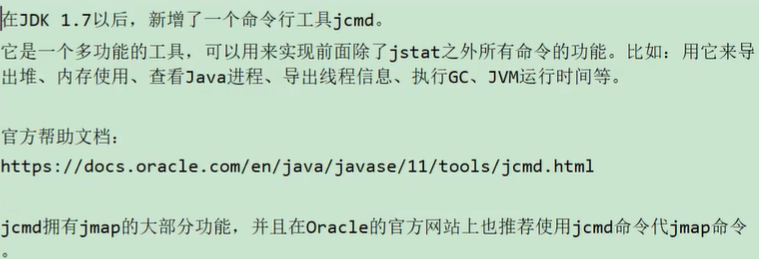 在JDK 1.7以后，新增了一个命令行工具jcmd。
它是一个多功能的工具，可以用来实现前面除了jstat之外所有命令的功能。比如：用它来导
出堆、内存使用、查看Java进程、导出线程信息、执行GC、JVM运行时间等。
官方帮助文档：
https://docs.oracle.com/en/java/javase/11/tools/jcmd.html
jcmd拥有jmap的大部分功能，并且在Oracle的官方网站上也推荐使用jcmd命令代jmap命令
。